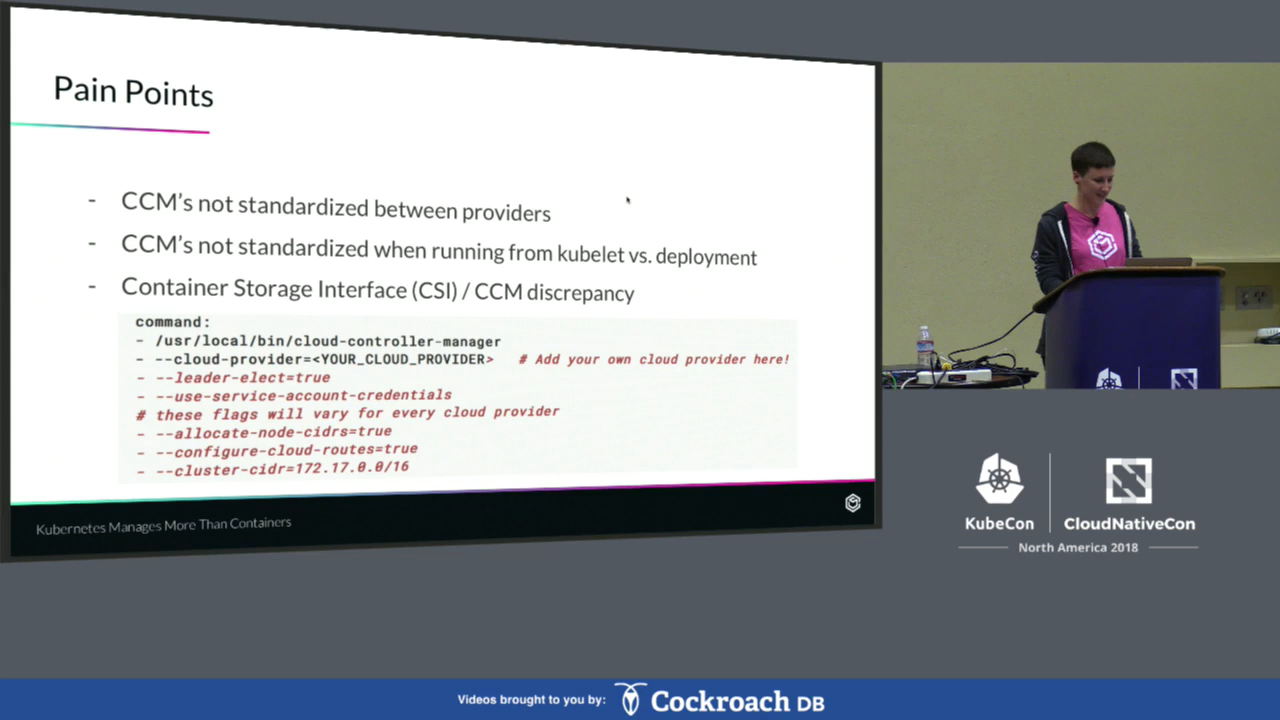 Pain Points
- CCM's not standardized between providers
- CCM's not standardized when running from kubelet vs. deployment
- Container Storage Interface (CSI) / CCM discrepancy
command:
- /usr/local/bin/cloud-controller-manager
- --cloud-provider=<YOUR_CLOUD_PROVIDER>   # Add your own cloud provider here!
- --leader-elect=true
- --use-service-account-credentials
# these flags will vary for every cloud provider
- --allocate-node-cidrs=true
- --configure-cloud-routes=true
- --cluster-cidr=172.17.0.0/16
Kubernetes Manages More Than Containers
KubeCon
CloudNativeCon
North America 2018
Videos brought to you by:
Cockroach DB